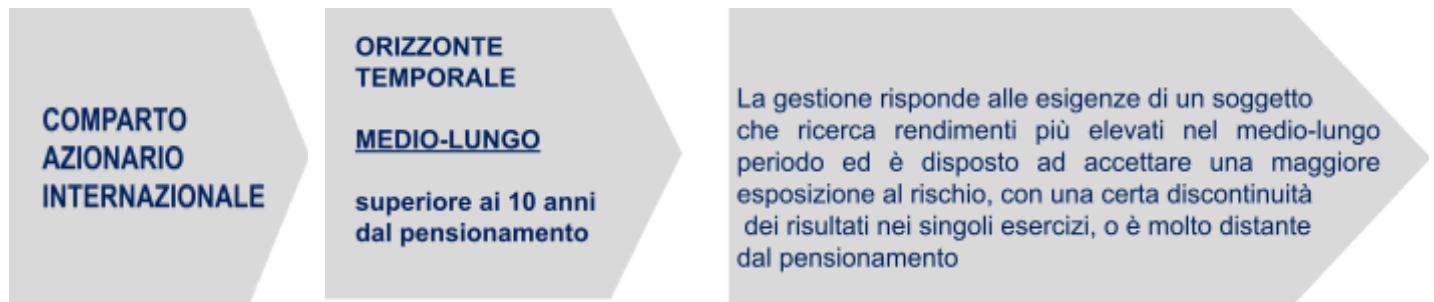 COMPARTO
AZIONARIO
INTERNAZIONALE
ORIZZONTE
TEMPORALE
MEDIO-LUNGO
superiore ai 10 anni
dal pensionamento
La gestione risponde alle esigenze di un soggetto
che ricerca rendimenti più elevati nel medio-lungo
periodo ed è disposto ad accettare una maggiore
esposizione al rischio, con una certa discontinuità
dei risultati nei singoli esercizi, o è molto distante
dal pensionamento